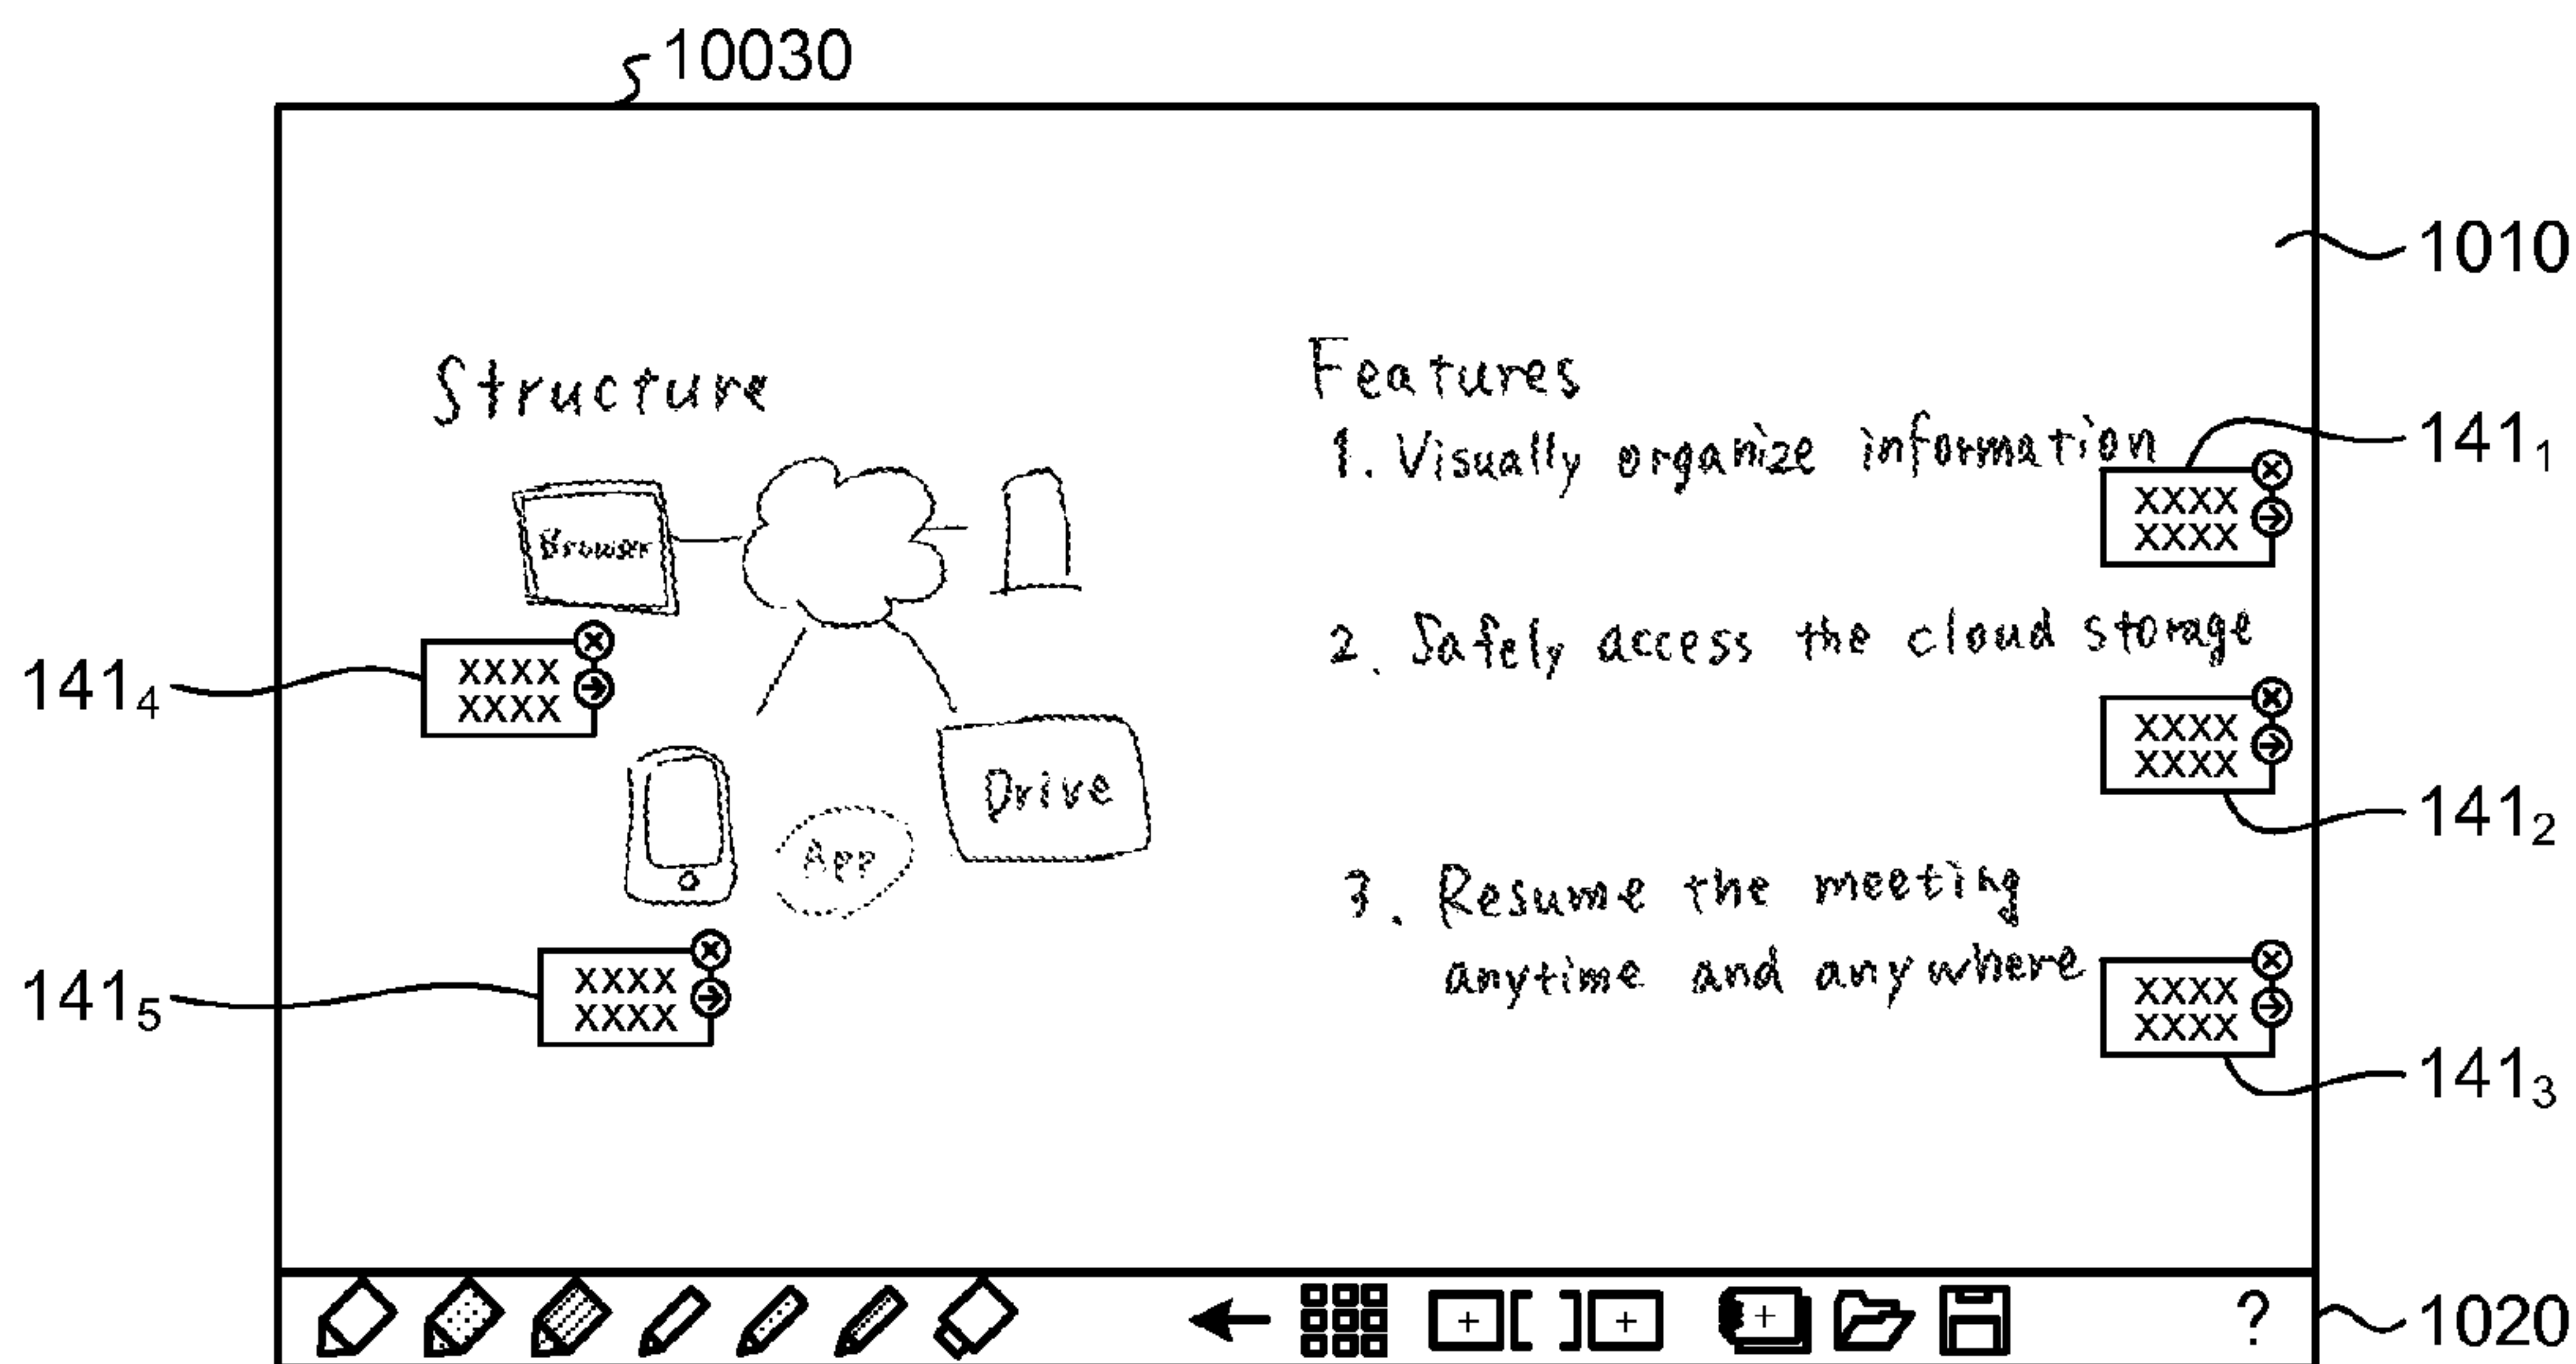 10030
1010
Structure
Features
1. Visually organize information
141₁
XXXX
XXXX
Browser
2. Safely access the cloud storage
141₄
XXXX
XXXX
XXXX
XXXX
141₂
Drive
App
3. Resume the meeting
anytime and anywhere
141₅
XXXX
XXXX
XXXX
XXXX
141₃
?
1020